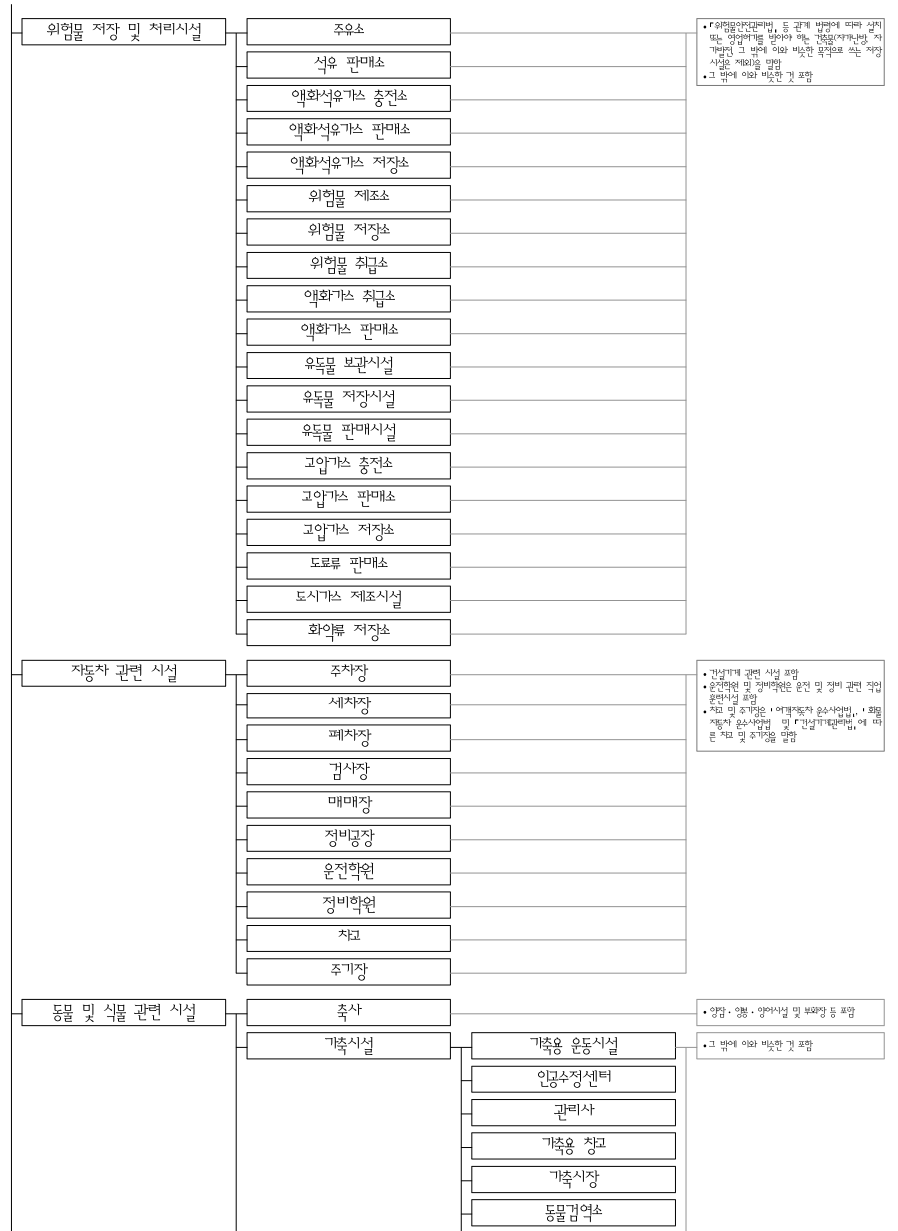 위험물 저장 및 처리시설
주유소
• 『위험물안전관리법』 등 관계 법령에 따라 설치
또는 영업허가를 받아야 하는 건축물(자가난방, 자
가발전, 그 밖에 이와 비슷한 목적으로 쓰는 저장
시설은 제외)을 말함
• 그 밖에 이와 비슷한 것 포함
석유 판매소
액화석유가스 충전소
액화석유가스 판매소
액화석유가스 저장소
위험물 제조소
위험물 저장소
위험물 취급소
액화가스 취급소
액화가스 판매소
유독물 보관시설
유독물 저장시설
유독물 판매시설
고압가스 충전소
고압가스 판매소
고압가스 저장소
도료류 판매소
도시가스 제조시설
화약류 저장소
자동차 관련 시설
주차장
• 건설기계 관련 시설 포함
• 운전학원 및 정비학원은 운전 및 정비 관련 직업
훈련시설 포함
• 차고 및 주기장은 「여객자동차 운수사업법」, 「화물
자동차 운수사업법」 및 『건설기계관리법』에 따
른 차고 및 주기장을 말함
세차장
폐차장
검사장
매매장
정비공장
운전학원
정비학원
차고
주기장
동물 및 식물 관련 시설
축사
• 양잠·양봉·양어시설 및 부화장 등 포함
가축시설
가축용 운동시설
• 그 밖에 이와 비슷한 것 포함
인공수정센터
관리사
가축용 창고
가축시장
동물검역소